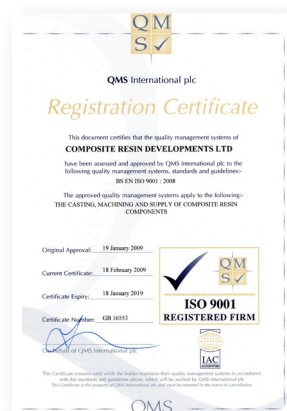 QM
S
QMS International plc
Registration Certificate
This document certifies that the quality management systems of
COMPOSITE RESIN DEVELOPMENTS LTD
have been assessed and approved by QMS International plc to the
following quality management systems, standards and guidelines:-
BS EN ISO 9001 : 2008
The approved quality management systems apply to the following:-
THE CASTING, MACHINING AND SUPPLY OF COMPOSITE RESIN
COMPONENTS
Original Approval: 19 January 2009
Current Certificate: 18 February 2009
Certificate Expiry: 18 January 2019
Certificate Number: GB 16553
On behalf of QMS International plc
QM
S
ISO 9001
REGISTERED FIRM
IAC
This Certificate remains valid while the holder maintains their quality management systems in accordance
with the standards and guidelines above, which will be audited by QMS International plc
This Certificate is the property of QMS International plc and must be returned in the event of cancellation.
QMS